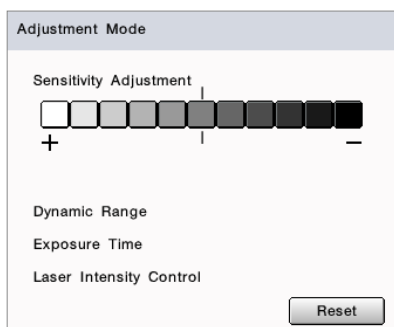 Adjustment Mode
Sensitivity Adjustment
+ −
Dynamic Range
Exposure Time
Laser Intensity Control
Reset